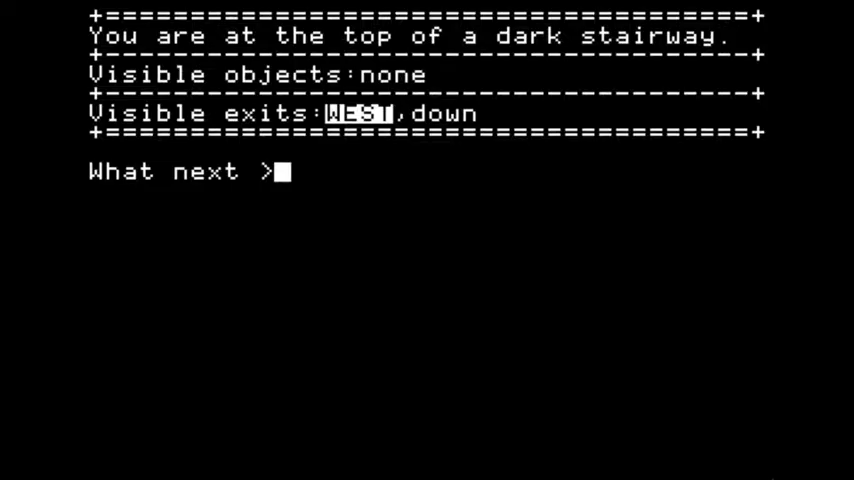 You are at the top of a dark stairway.
Visible objects:none
Visible exits:WEST,down
What next >